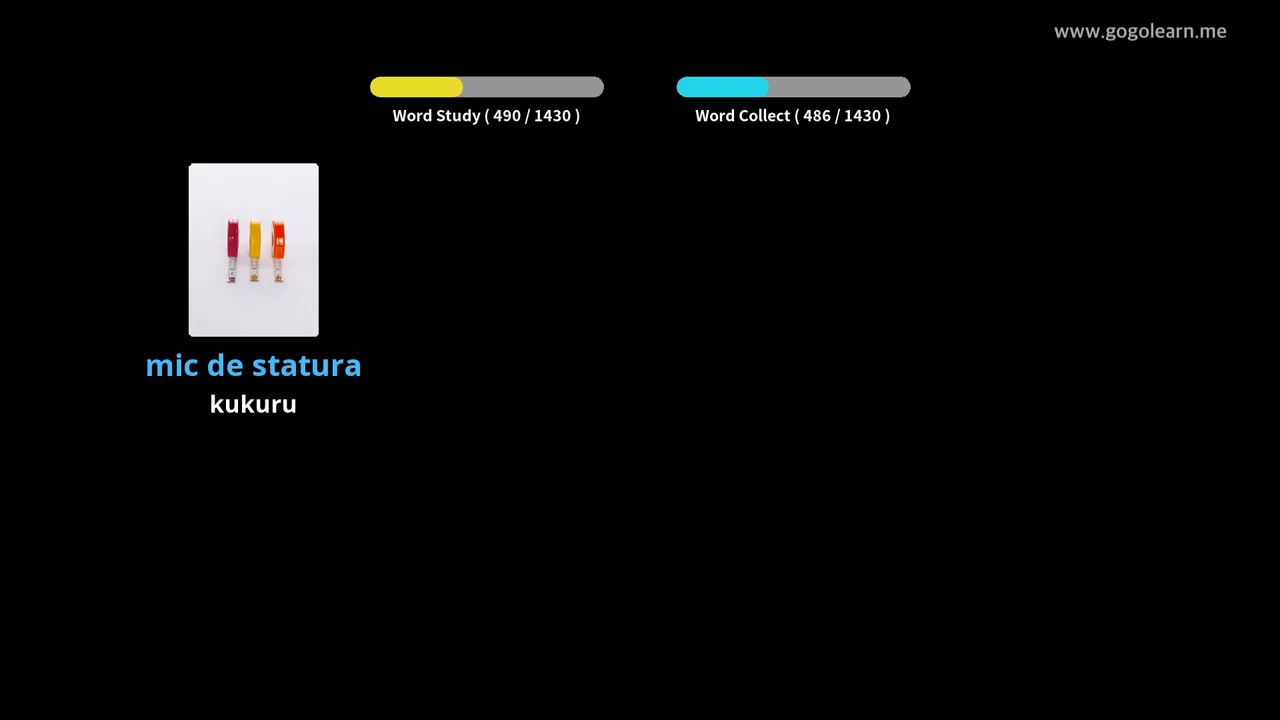 www.gogolearn.me
Word Study ( 490 / 1430 )
Word Collect ( 486 / 1430 )
mic de statura
kukuru